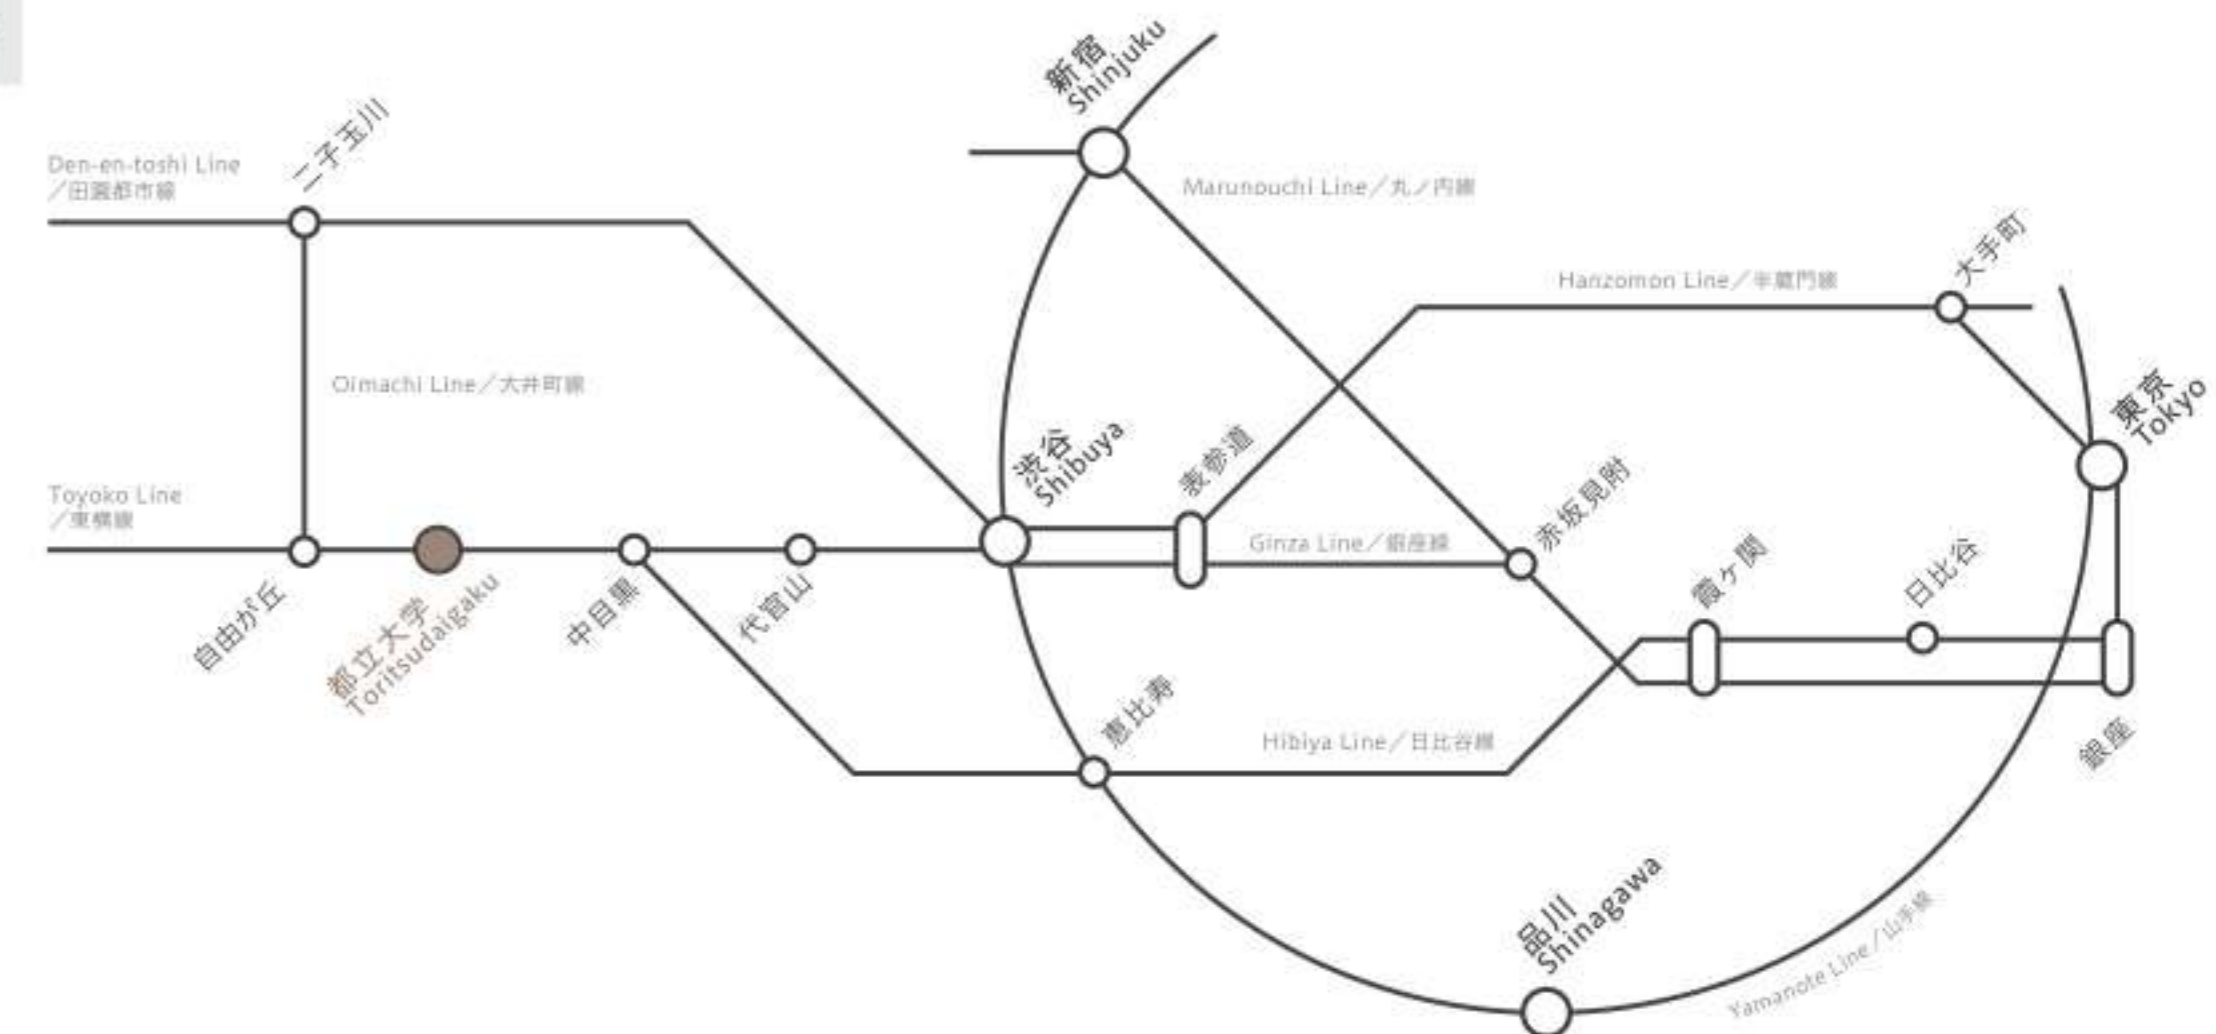 新宿
Shinjuku
Den-en-toshi Line
／田園都市線
二子玉川
Marunouchi Line／丸ノ内線
大手町
Hanzomon Line／半蔵門線
東京
Tokyo
Oimachi Line／大井町線
渋谷
Shibuya
表参道
赤坂見附
Toyoko Line
／東横線
Ginza Line／銀座線
霞ヶ関
日比谷
自由が丘
都立大学
Toritsudaigaku
中目黒
代官山
恵比寿
Hibiya Line／日比谷線
銀座
品川
Shinagawa
Yamanote Line／山手線